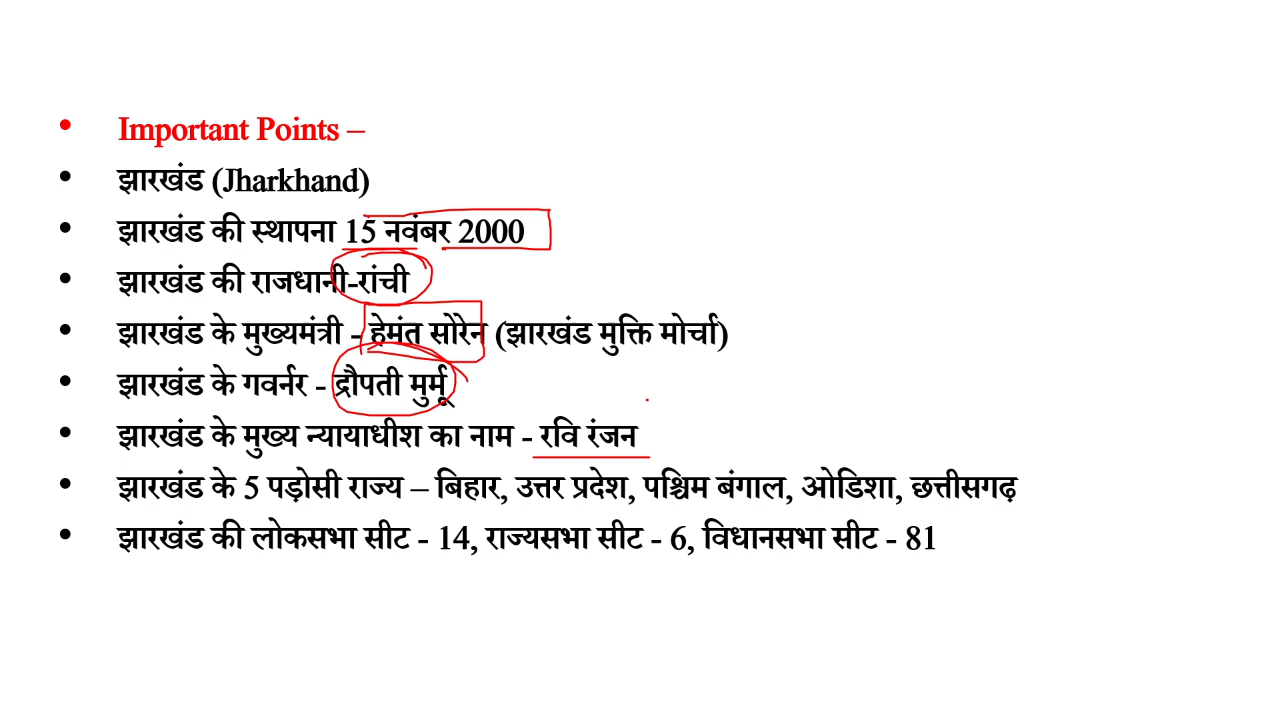 • Important Points –
• झारखंड (Jharkhand)
• झारखंड की स्थापना 15 नवंबर 2000
• झारखंड की राजधानी-रांची
• झारखंड के मुख्यमंत्री - हेमंत सोरेन (झारखंड मुक्ति मोर्चा)
• झारखंड के गवर्नर - द्रौपती मुर्मू
• झारखंड के मुख्य न्यायाधीश का नाम - रवि रंजन
• झारखंड के 5 पड़ोसी राज्य – बिहार, उत्तर प्रदेश, पश्चिम बंगाल, ओडिशा, छत्तीसगढ़
• झारखंड की लोकसभा सीट - 14, राज्यसभा सीट - 6, विधानसभा सीट - 81